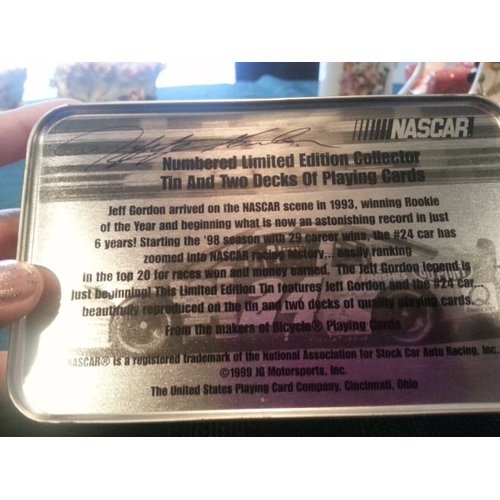 NASCAR
Jeff Gordon
Numbered Limited Edition Collector
Tin And Two Decks Of Playing Cards
Jeff Gordon arrived on the NASCAR scene in 1993, winning Rookie
of the Year and beginning what is now an astonishing record in just
6 years! Starting the '98 season with 29 career wins, the #24 car has
zoomed into NASCAR racing history... easily ranking
in the top 20 for races won and money earned. The Jeff Gordon legend is
just beginning! This Limited Edition Tin features Jeff Gordon and the #24 car...
beautifully reproduced on the tin and two decks of quality playing cards.
From the makers of Bicycle® Playing Cards
NASCAR® is a registered trademark of the National Association for Stock Car Auto Racing, Inc.
©1999 JG Motorsports, Inc.
The United States Playing Card Company, Cincinnati, Ohio